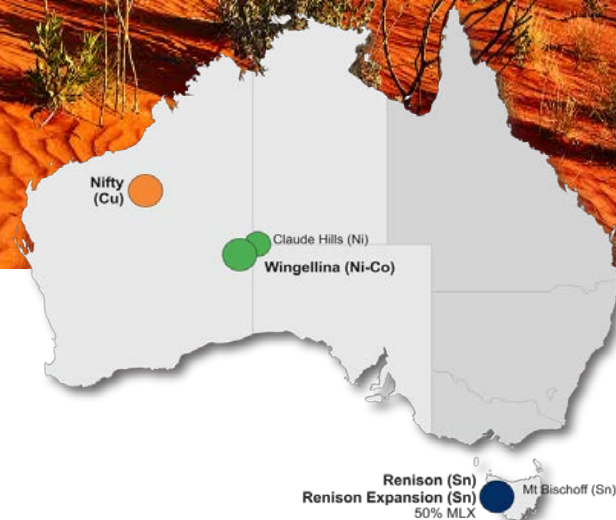 Nifty
(Cu)
Claude Hills (Ni)
Wingellina (Ni-Co)
Renison (Sn)
Mt Bischoff (Sn)
Renison Expansion (Sn)
50% MLX